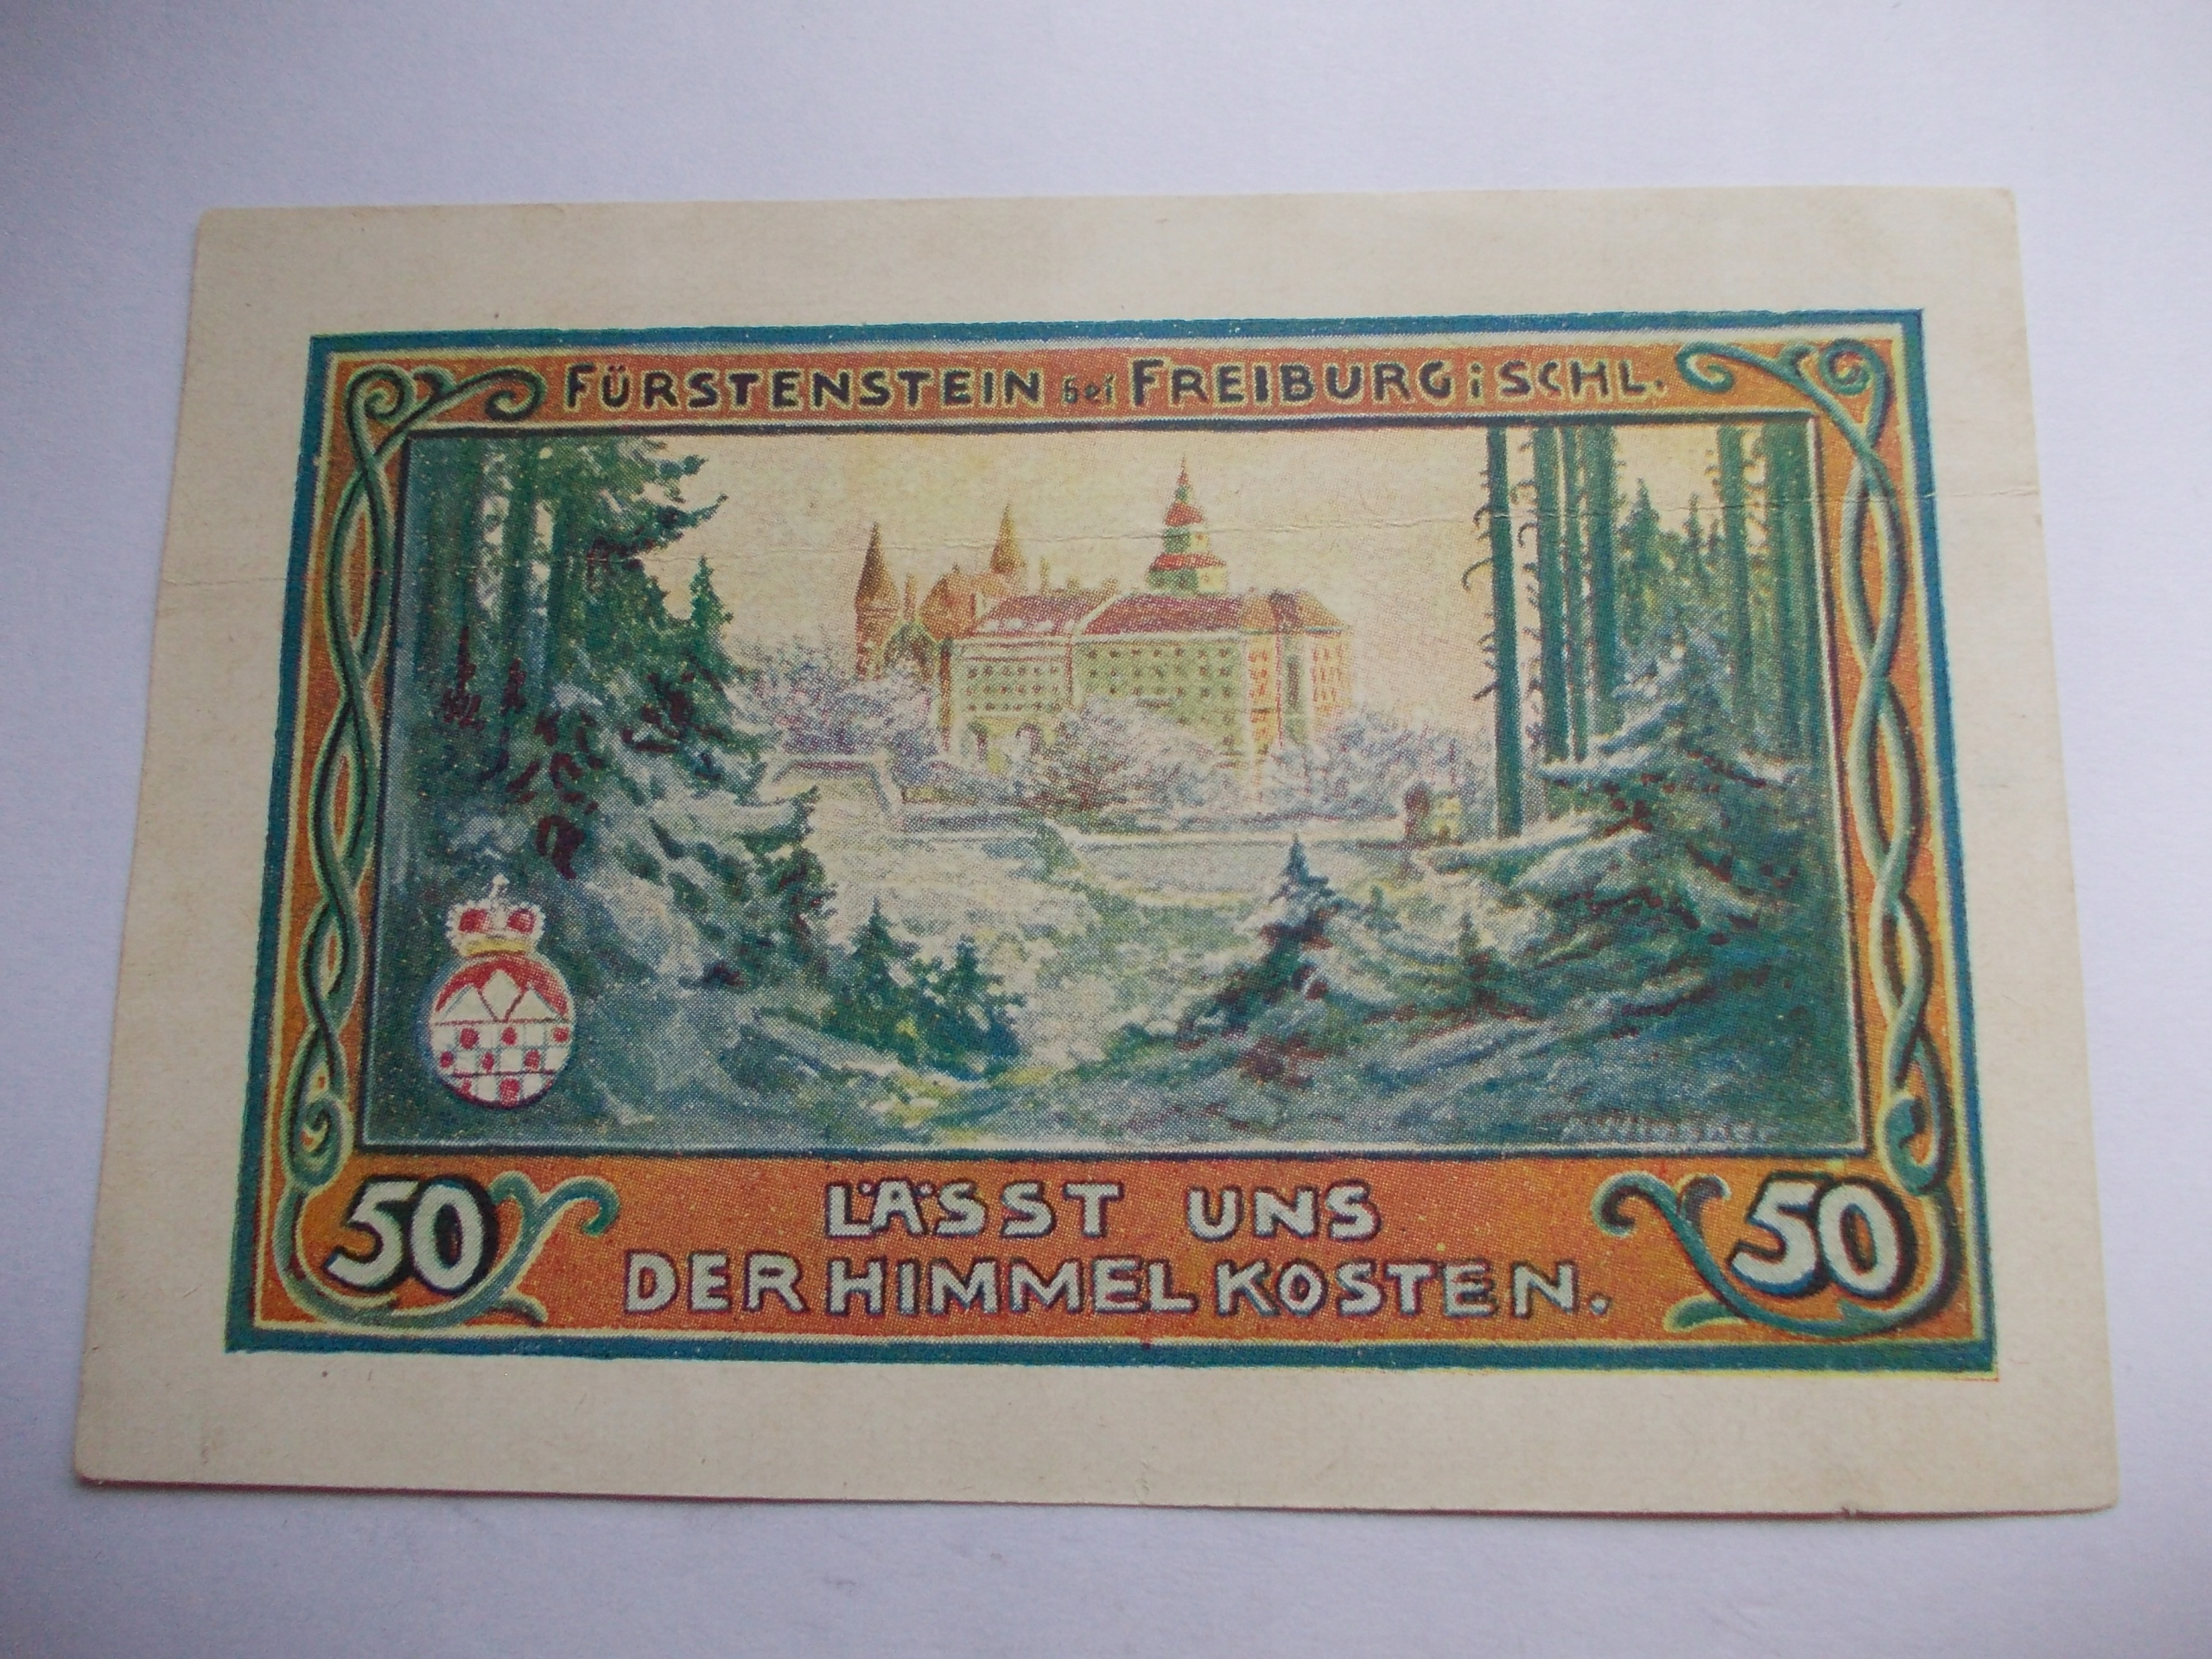 FÜRSTENSTEIN bei FREIBURG i SCHL.
LÄSST UNS
DER HIMMEL KOSTEN.
50
50